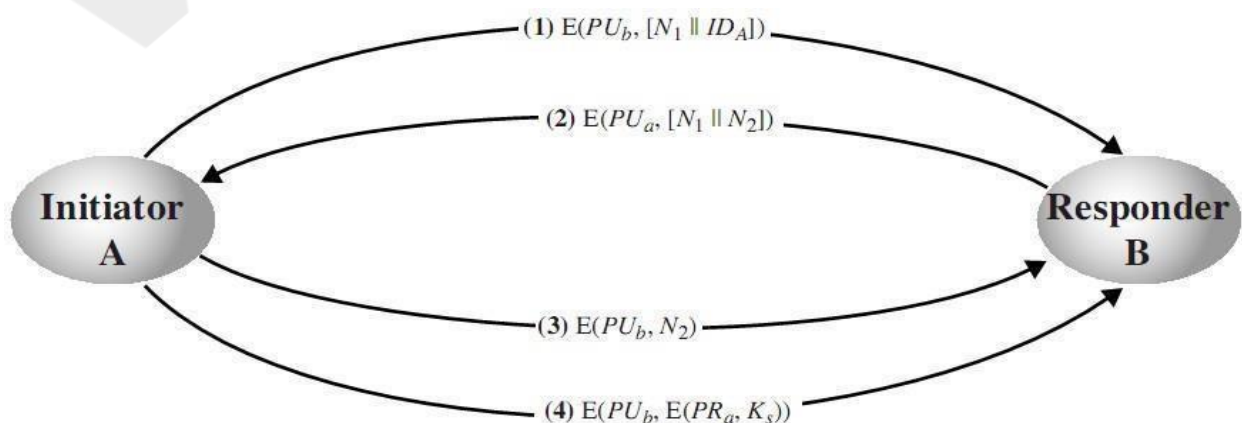 (1) E(PU_b, [N_1 || ID_A])
(2) E(PU_a, [N_1 || N_2])
Initiator
A
Responder
B
(3) E(PU_b, N_2)
(4) E(PU_b, E(PR_a, K_s))